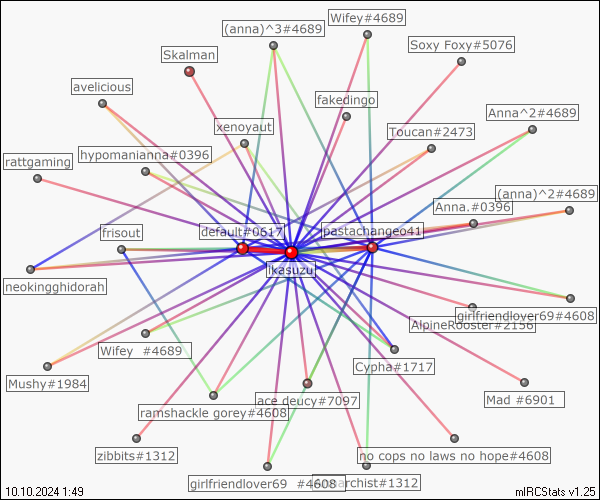 (anna)^3#4689
Wifey#4689
Skalman
Soxy Foxy#5076
avelicious
fakedingo
Anna^2#4689
xenoyaut
Toucan#2473
hypomanianna#0396
rattgaming
(anna)^2#4689
Anna.#0396
frisout
default#0617
pastachangeo41
ikasuzu
neokingghidorah
girlfriendlover69#4608
AlpineRooster#2156
Wifey #4689
Cypha#1717
Mushy#1984
ace deucy#7097
Mad #6901
ramshackle gorey#4608
zibbits#1312
no cops no laws no hope#4608
girlfriendlover69 #4608
10.10.2024 1:49
mIRCStats v1.25